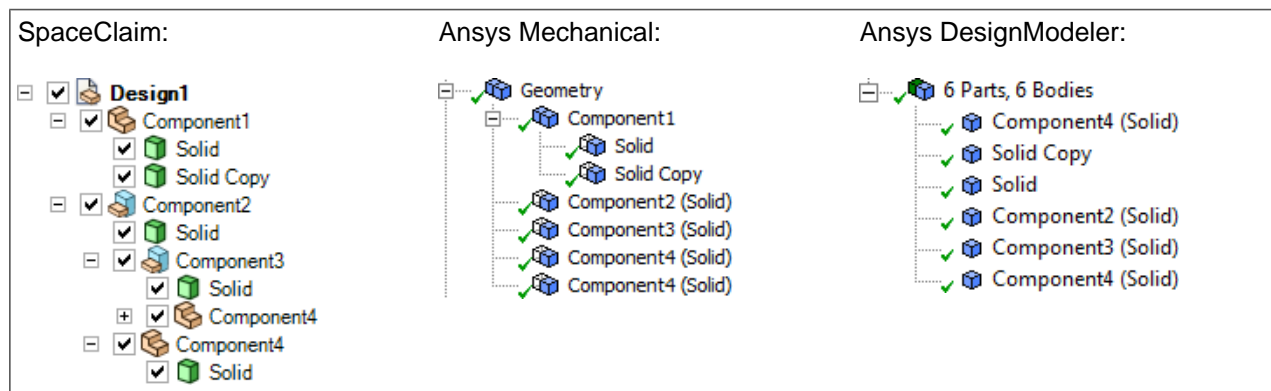 SpaceClaim:
Design1
Component1
Solid
Solid Copy
Component2
Solid
Component3
Solid
Component4
Component4
Solid
Ansys Mechanical:
Geometry
Component1
Solid
Solid Copy
Component2 (Solid)
Component3 (Solid)
Component4 (Solid)
Component4 (Solid)
Ansys DesignModeler:
6 Parts, 6 Bodies
Component4 (Solid)
Solid Copy
Solid
Component2 (Solid)
Component3 (Solid)
Component4 (Solid)